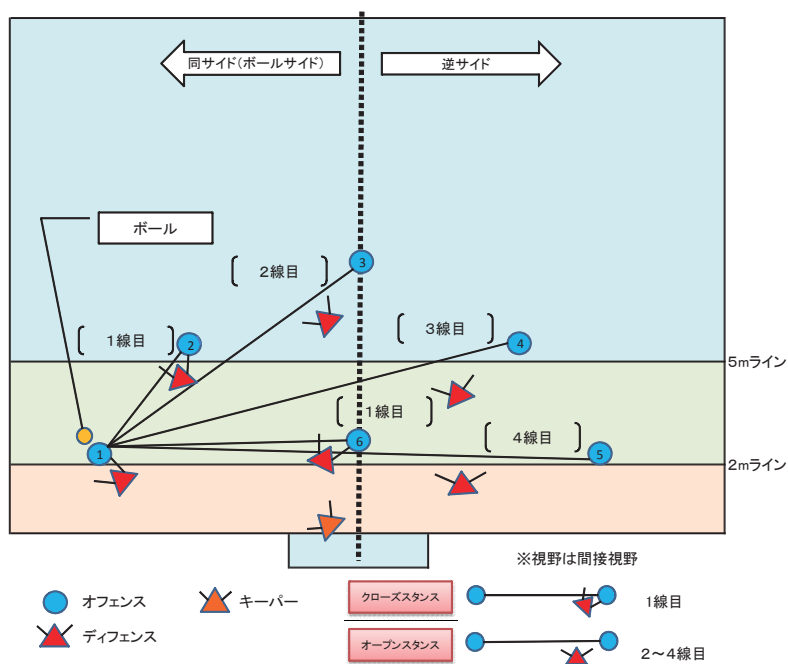 同サイド(ボールサイド)
逆サイド
ボール
3
〔 2線目 〕
〔 1線目 〕
2
〔 3線目 〕
4
5mライン
〔 1線目 〕
1
6
〔 4線目 〕
5
2mライン
※視野は間接視野
オフェンス
キーパー
ディフェンス
クローズスタンス
1線目
オープンスタンス
2〜4線目